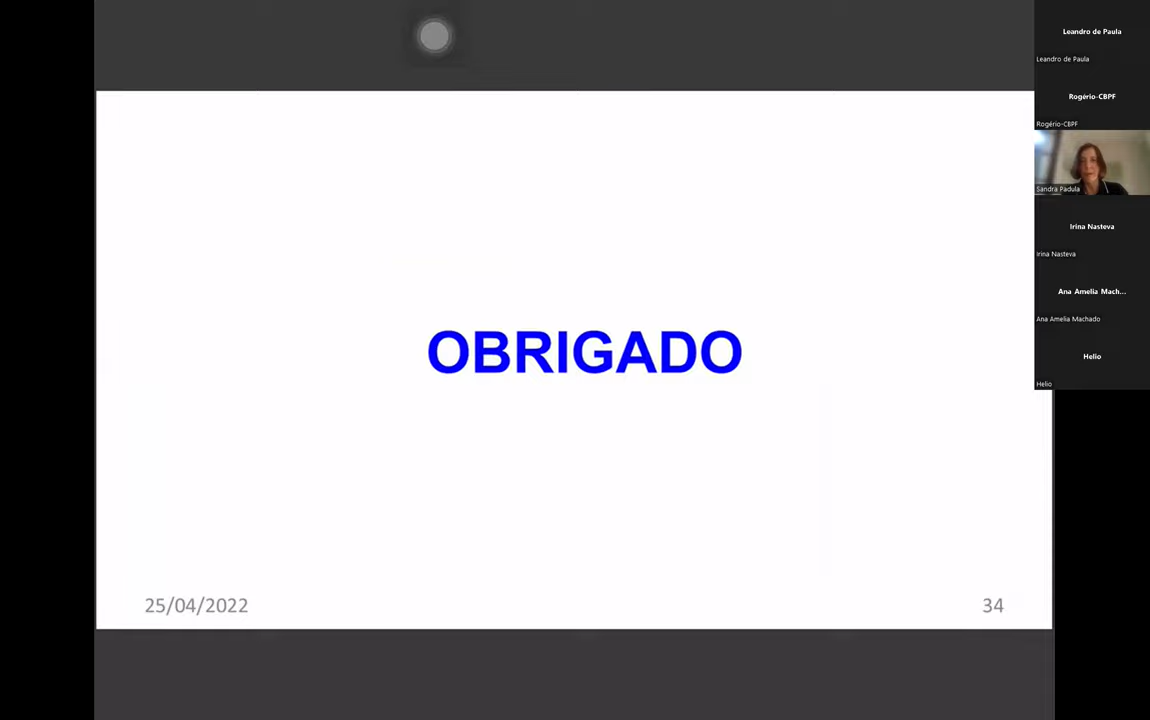 OBRIGADO
25/04/2022
34
Leandro de Paula
Leandro de Paula
Rogério-CBPF
Rogério-CBPF
Sandra Padula
Irina Nasteva
Irina Nasteva
Ana Amelia Mach...
Ana Amelia Machado
Helio
Helio